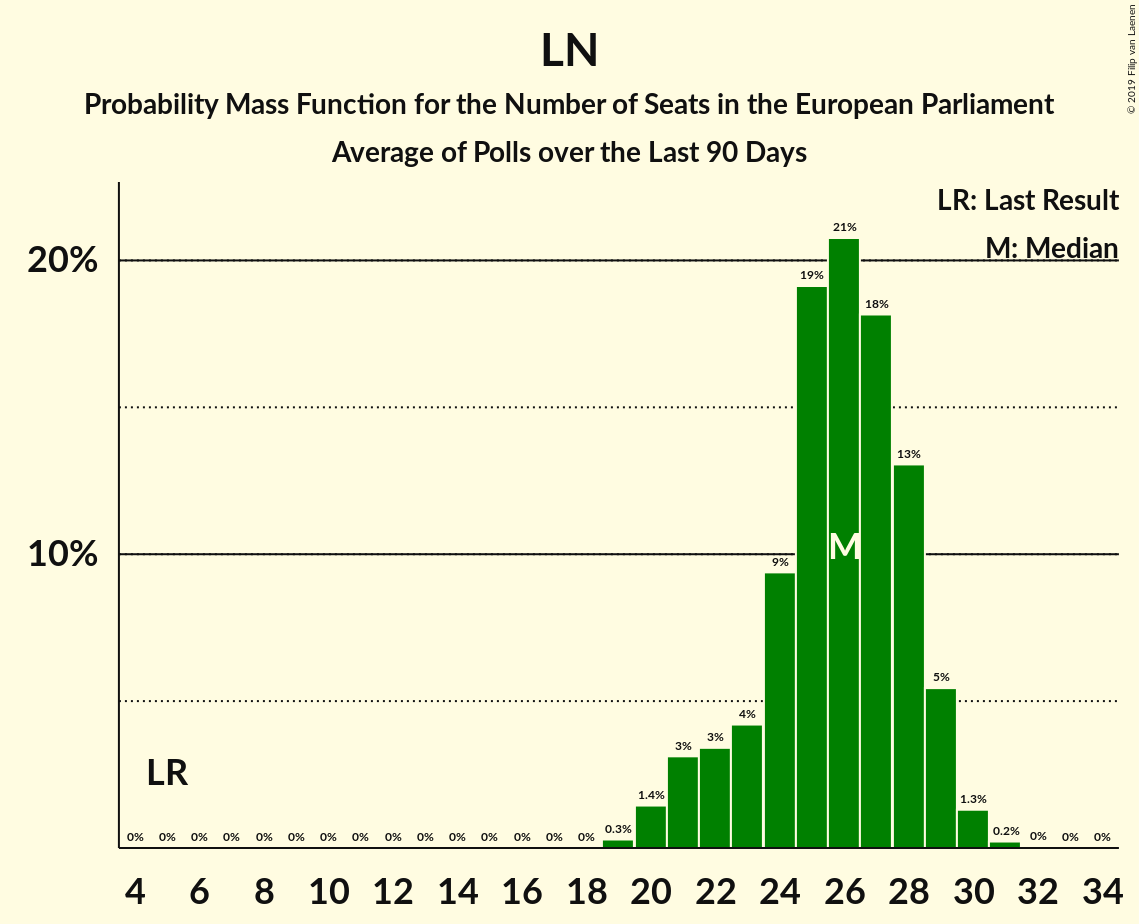 LN
Probability Mass Function for the Number of Seats in the European Parliament
Average of Polls over the Last 90 Days
© 2019 Filip van Laenen
LR: Last Result
M: Median
20%
10%
0% 0% 0% 0% 0% 0% 0% 0% 0% 0% 0% 0% 0% 0% 0% 0.3% 1.4% 3% 3% 4% 9% 19% 21% 18% 13% 5% 1.3% 0.2% 0% 0% 0%
M
LR
4 6 8 10 12 14 16 18 20 22 24 26 28 30 32 34